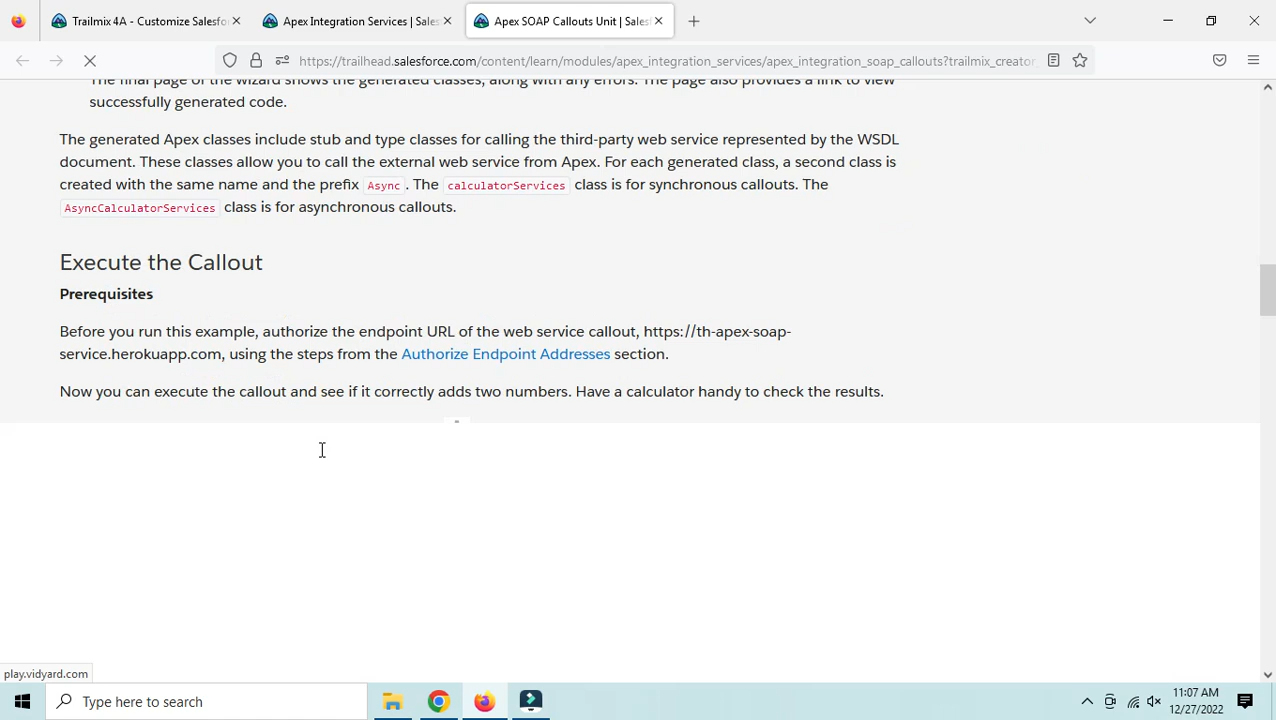 Trailmix 4A - Customize Salesfo
Apex Integration Services | Sales
Apex SOAP Callouts Unit | Sales
https://trailhead.salesforce.com/content/learn/modules/apex_integration_services/apex_integration_soap_callouts?trailmix_creator_
The final page of the wizard shows the generated classes, along with any errors. The page also provides a link to view
successfully generated code.
The generated Apex classes include stub and type classes for calling the third-party web service represented by the WSDL
document. These classes allow you to call the external web service from Apex. For each generated class, a second class is
created with the same name and the prefix Async. The calculatorServices class is for synchronous callouts. The
AsyncCalculatorServices class is for asynchronous callouts.
Execute the Callout
Prerequisites
Before you run this example, authorize the endpoint URL of the web service callout, https://th-apex-soap-
service.herokuapp.com, using the steps from the Authorize Endpoint Addresses section.
Now you can execute the callout and see if it correctly adds two numbers. Have a calculator handy to check the results.
play.vidyard.com
Type here to search
11:07 AM
12/27/2022